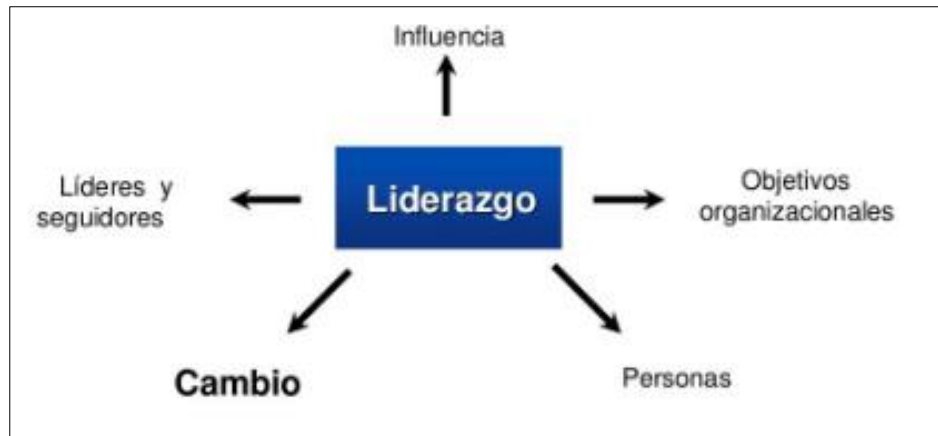 Influencia
Líderes y
seguidores
Liderazgo
Objetivos
organizacionales
Cambio
Personas